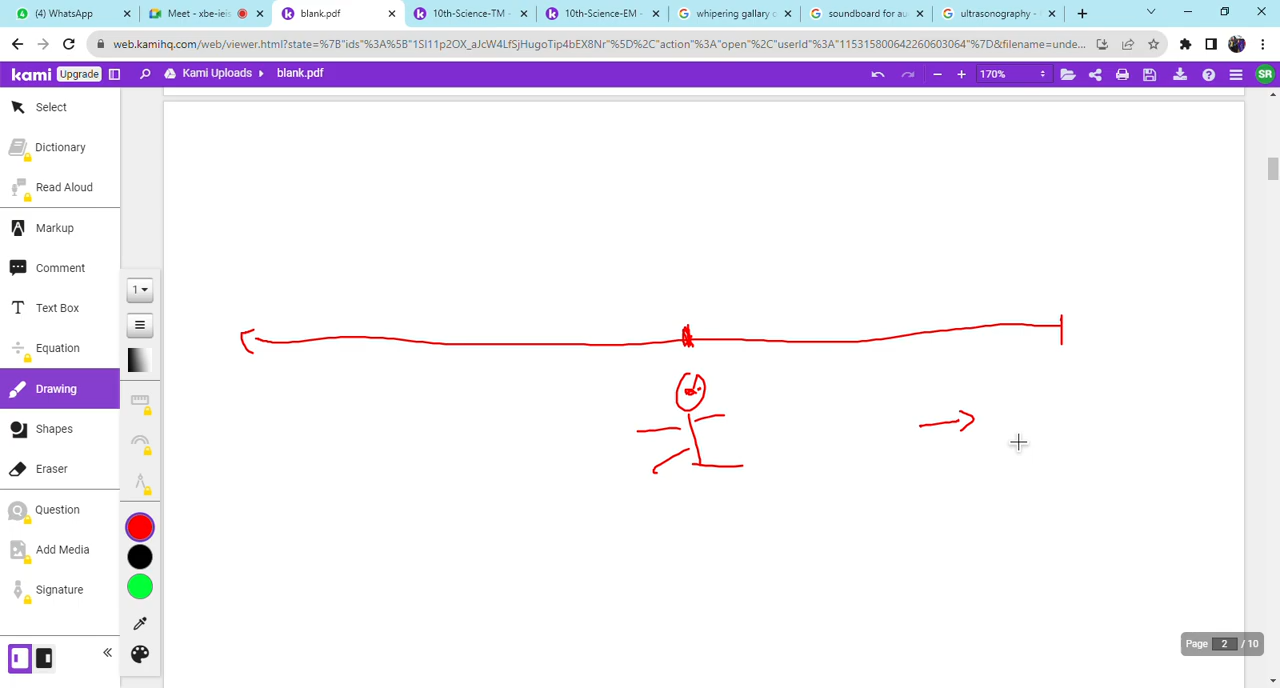 (4) WhatsApp
Meet - xbe-ieis
blank.pdf
10th-Science-TM -
10th-Science-EM -
whipering gallary c
soundboard for au
ultrasonography -
web.kamihq.com/web/viewer.html?state=%7B"ids"%3A%5B"1SI11p2OX_aJcW4LfSjHugoTip4bEX8Nr"%5D%2C"action"%3A"open"%2C"userId"%3A"115315800642260603064"%7D&filename=unde...
kami Upgrade Kami Uploads blank.pdf 170% SR
Select
Dictionary
Read Aloud
Markup
Comment
Text Box
Equation
Drawing
Shapes
Eraser
Question
Add Media
Signature
1
Page 2 / 10